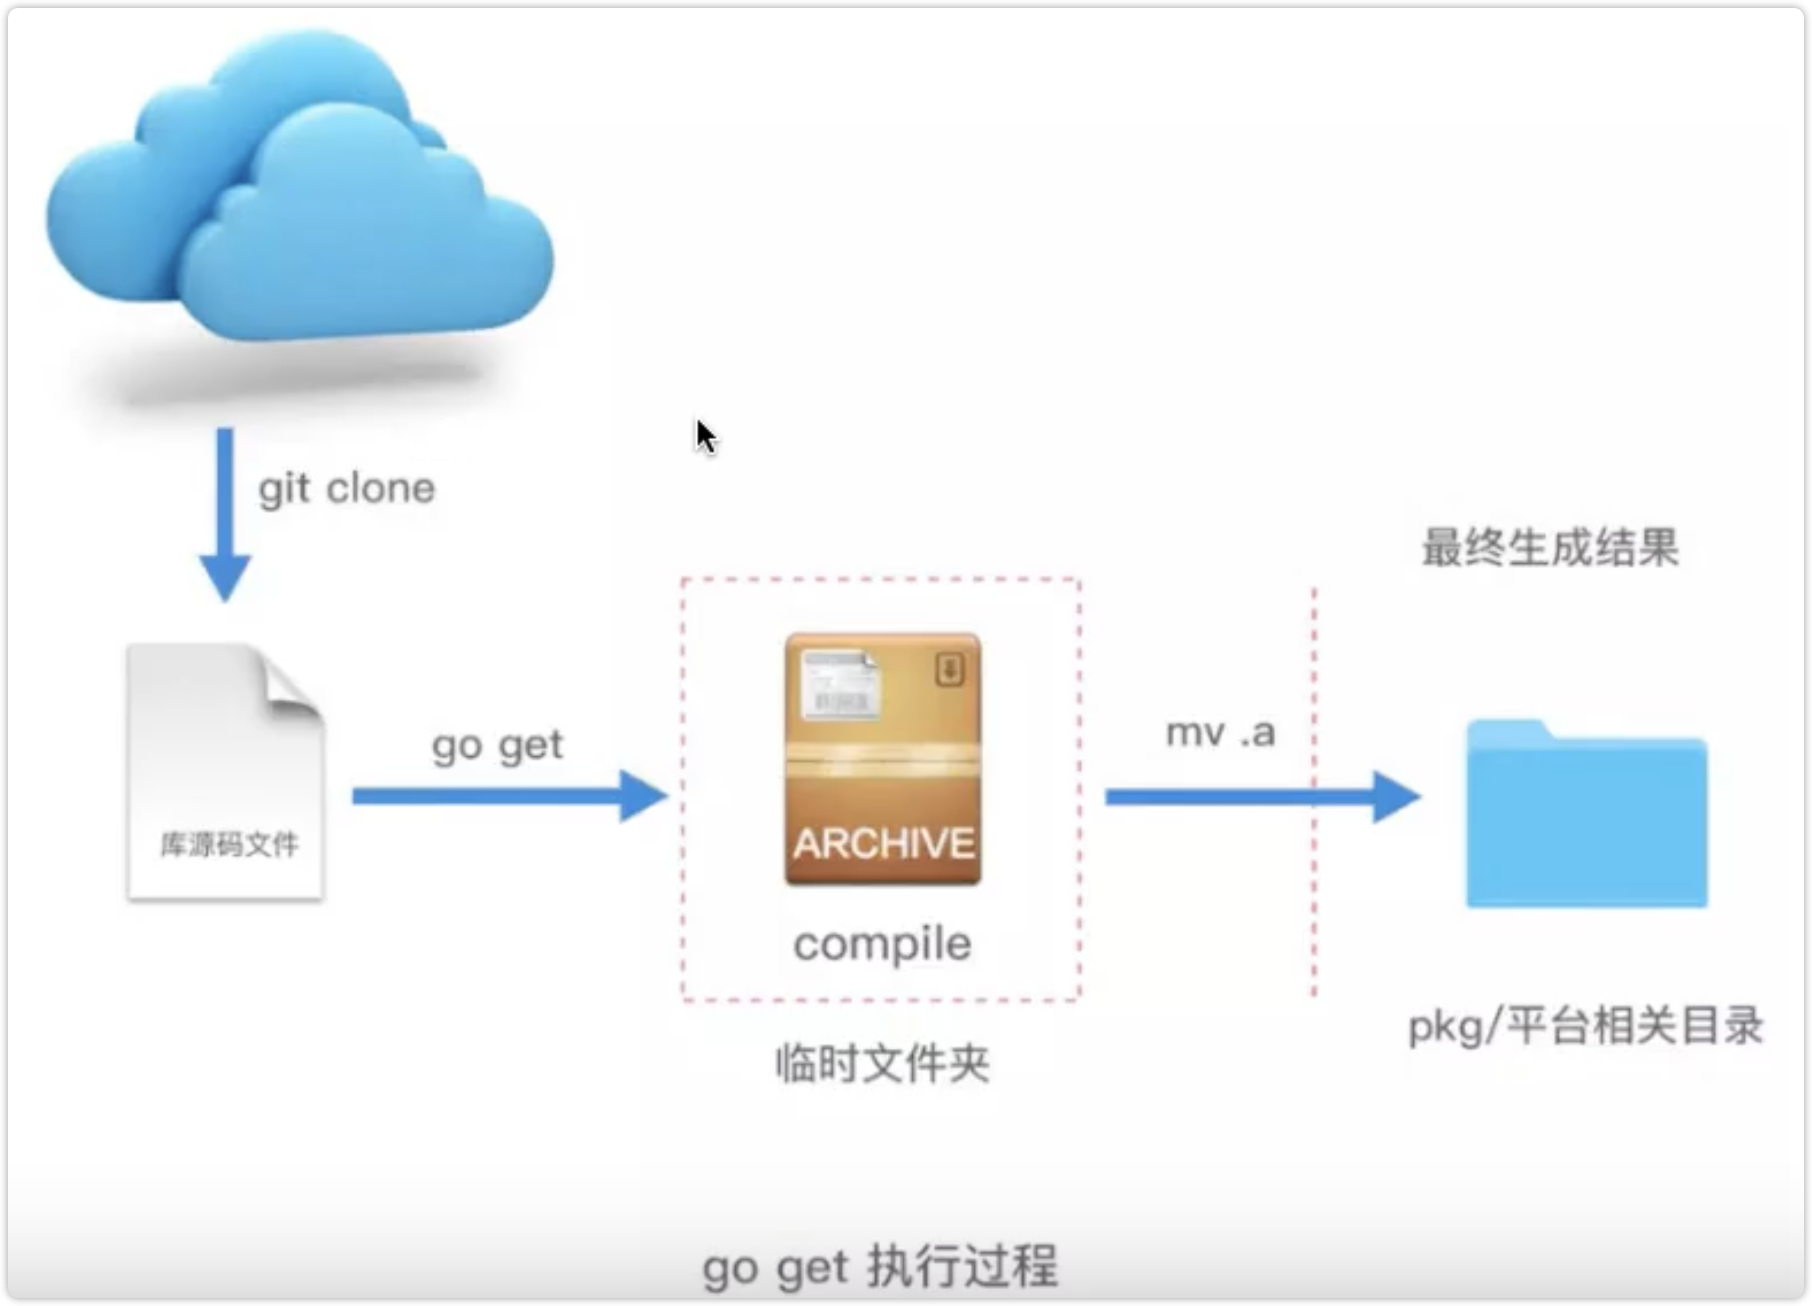 git clone
最终生成结果
go get
mv .a
库源码文件
ARCHIVE
compile
临时文件夹
pkg/平台相关目录
go get 执行过程